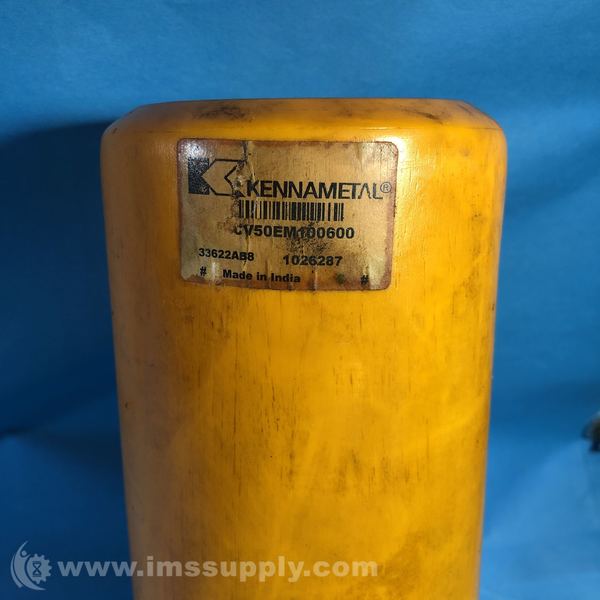 KENNAMETAL®
CV50EM100600
33622AB8 1026287
# Made in India #
www.imssupply.com